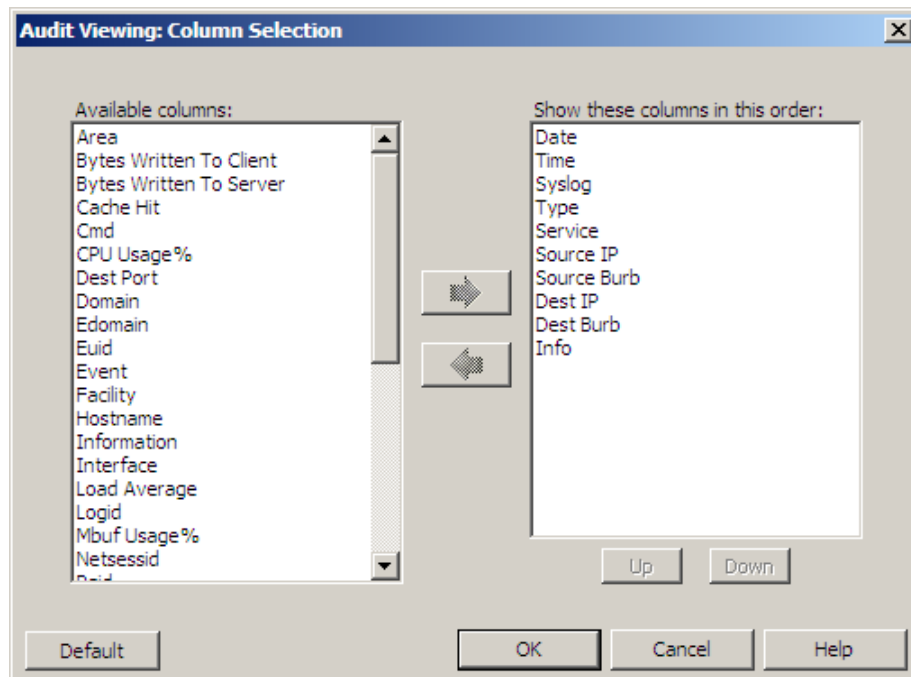 Audit Viewing: Column Selection
Available columns:
Area
Bytes Written To Client
Bytes Written To Server
Cache Hit
Cmd
CPU Usage%
Dest Port
Domain
Edomain
Euid
Event
Facility
Hostname
Information
Interface
Load Average
Logid
Mbuf Usage%
Netsessid
Show these columns in this order:
Date
Time
Syslog
Type
Service
Source IP
Source Burb
Dest IP
Dest Burb
Info
Up
Down
Default
OK
Cancel
Help